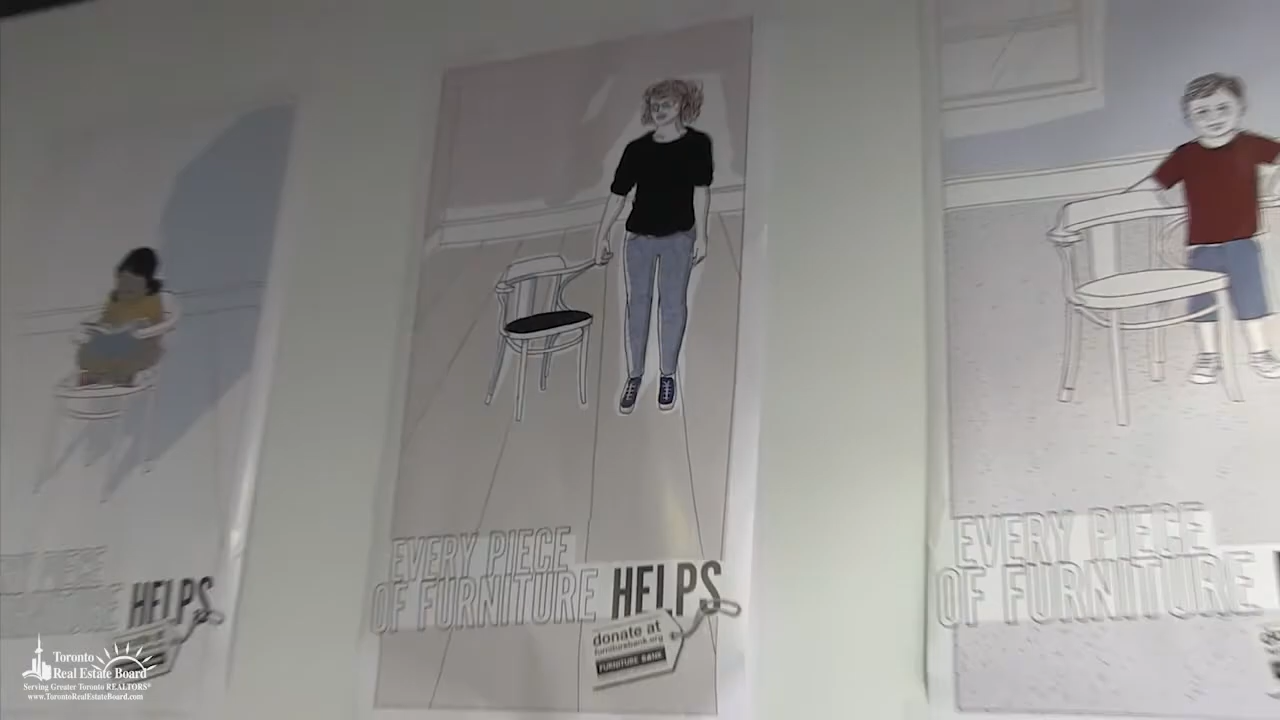 HELPS
EVERY PIECE
OF FURNITURE HELPS
donate at
furniturebank.org
FURNITURE BANK
EVERY PIECE
OF FURNITURE
Toronto
Real Estate Board
Serving Greater Toronto REALTORS®
www.TorontoRealEstateBoard.com